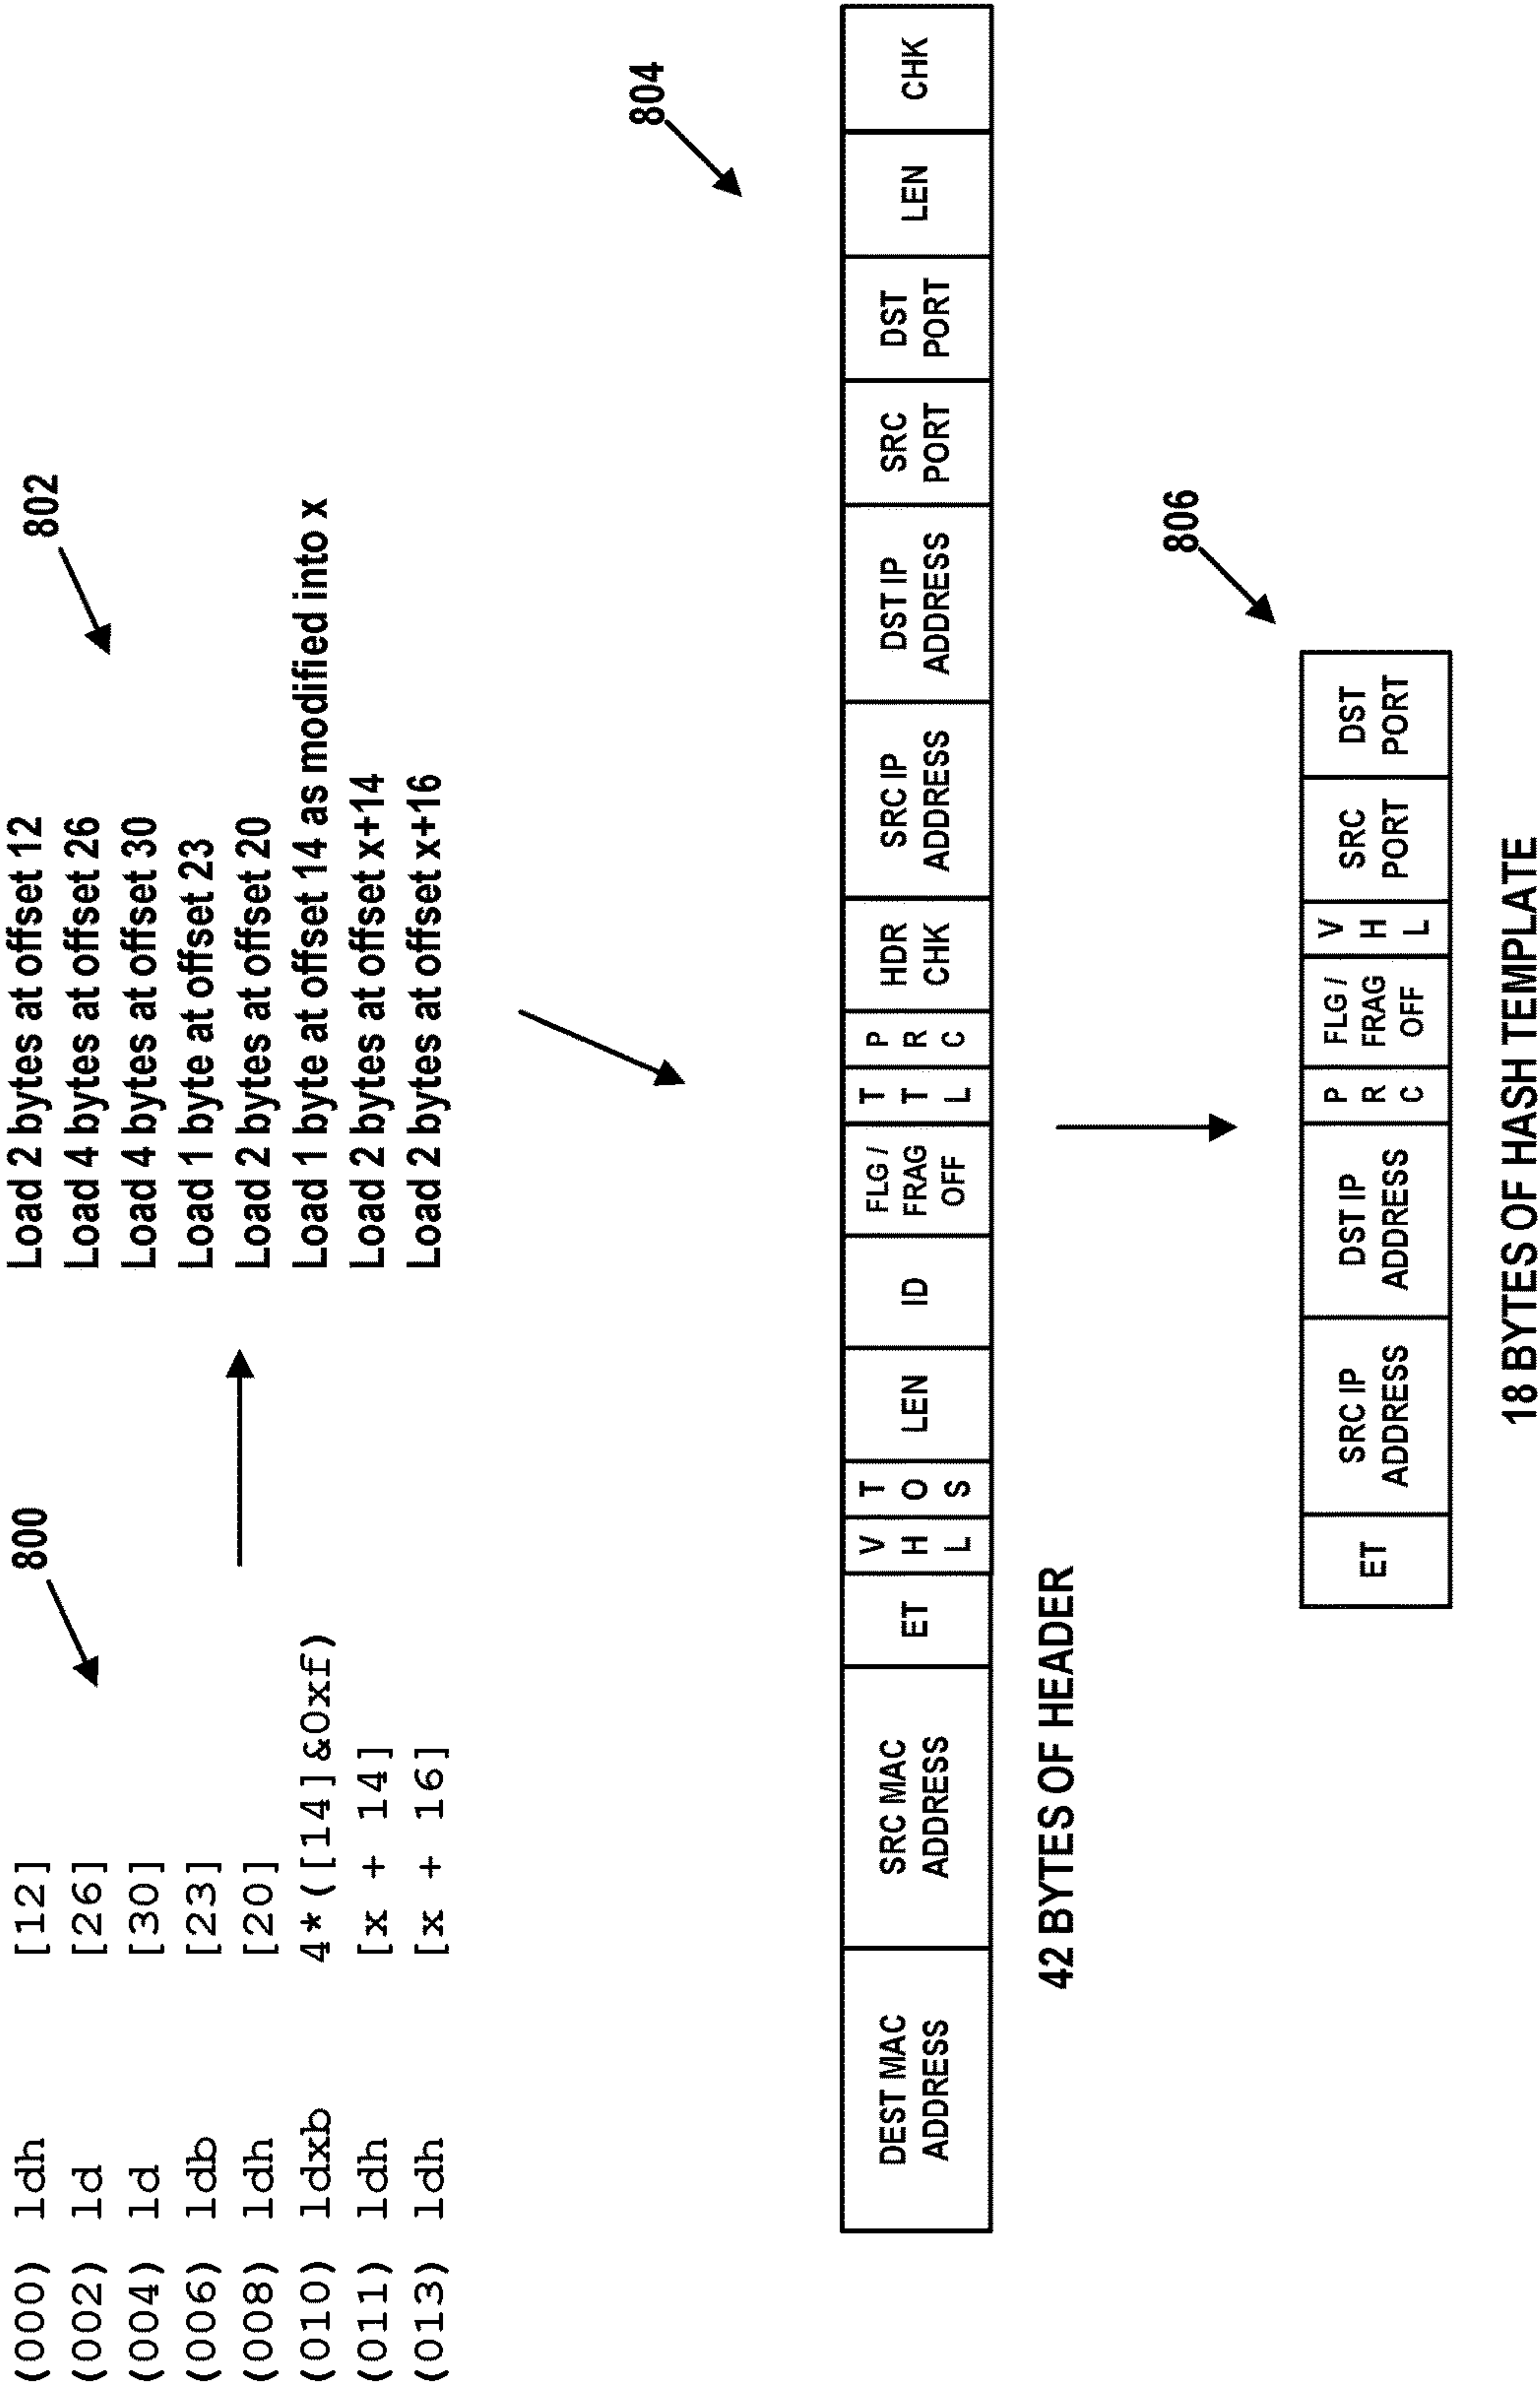 800
(000) ldh [12]
(002) ld [26]
(004) ld [30]
(006) ldb [23]
(008) ldh [20]
(010) ldxb 4*([14]&0xf)
(011) ldh [x + 14]
(013) ldh [x + 16]
802
Load 2 bytes at offset 12
Load 4 bytes at offset 26
Load 4 bytes at offset 30
Load 1 byte at offset 23
Load 2 bytes at offset 20
Load 1 byte at offset 14 as modified into x
Load 2 bytes at offset x+14
Load 2 bytes at offset x+16
804
DEST MAC
ADDRESS
SRC MAC
ADDRESS
ET
V
H
L
T
O
S
LEN
ID
FLG /
FRAG
OFF
T
T
L
P
R
C
HDR
CHK
SRC IP
ADDRESS
DST IP
ADDRESS
SRC
PORT
DST
PORT
LEN
CHK
42 BYTES OF HEADER
806
ET
SRC IP
ADDRESS
DST IP
ADDRESS
P
R
C
FLG /
FRAG
OFF
V
H
L
SRC
PORT
DST
PORT
18 BYTES OF HASH TEMPLATE